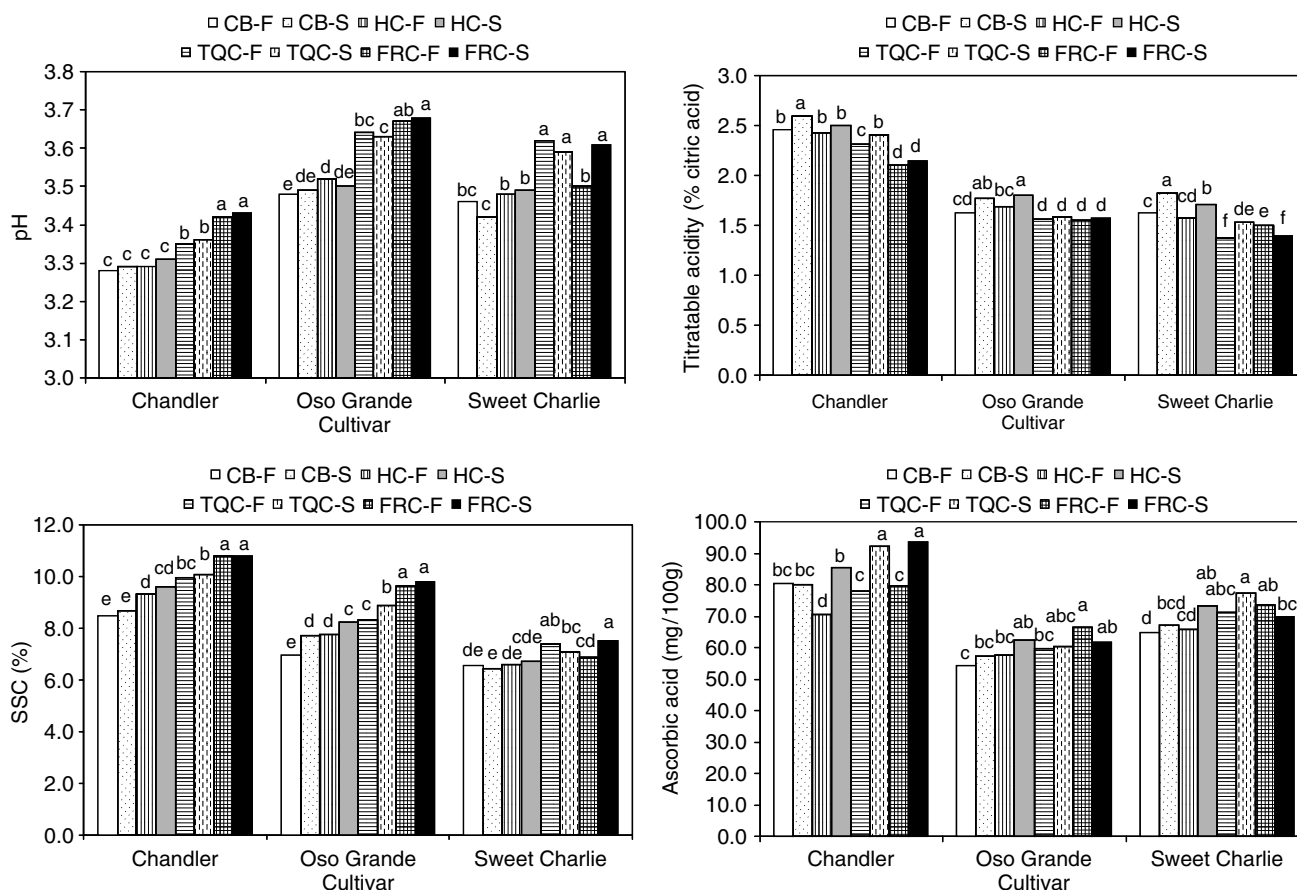 CB-F CB-S HC-F HC-S
TQC-F TQC-S FRC-F FRC-S
pH
3.8
3.7
3.6
3.5
3.4
3.3
3.2
3.1
3.0
c c c c b b a a
e de d de bc c ab a
bc c b b a a b a
Chandler Oso Grande Sweet Charlie
Cultivar
CB-F CB-S HC-F HC-S
TQC-F TQC-S FRC-F FRC-S
Titratable acidity (% citric acid)
3.0
2.5
2.0
1.5
1.0
0.5
0.0
b a b b c b d d
cd ab bc a d d d d
c a cd b f de e f
Chandler Oso Grande Sweet Charlie
Cultivar
CB-F CB-S HC-F HC-S
TQC-F TQC-S FRC-F FRC-S
SSC (%)
12.0
10.0
8.0
6.0
4.0
2.0
0.0
e e d cd bc b a a
e d d c c b a a
de e de cde ab bc cd a
Chandler Oso Grande Sweet Charlie
Cultivar
CB-F CB-S HC-F HC-S
TQC-F TQC-S FRC-F FRC-S
Ascorbic acid (mg/100g)
100.0
90.0
80.0
70.0
60.0
50.0
40.0
30.0
20.0
10.0
0.0
bc bc d b c a c a
c bc bc ab bc abc a ab
d bcd cd ab abc a ab bc
Chandler Oso Grande Sweet Charlie
Cultivar